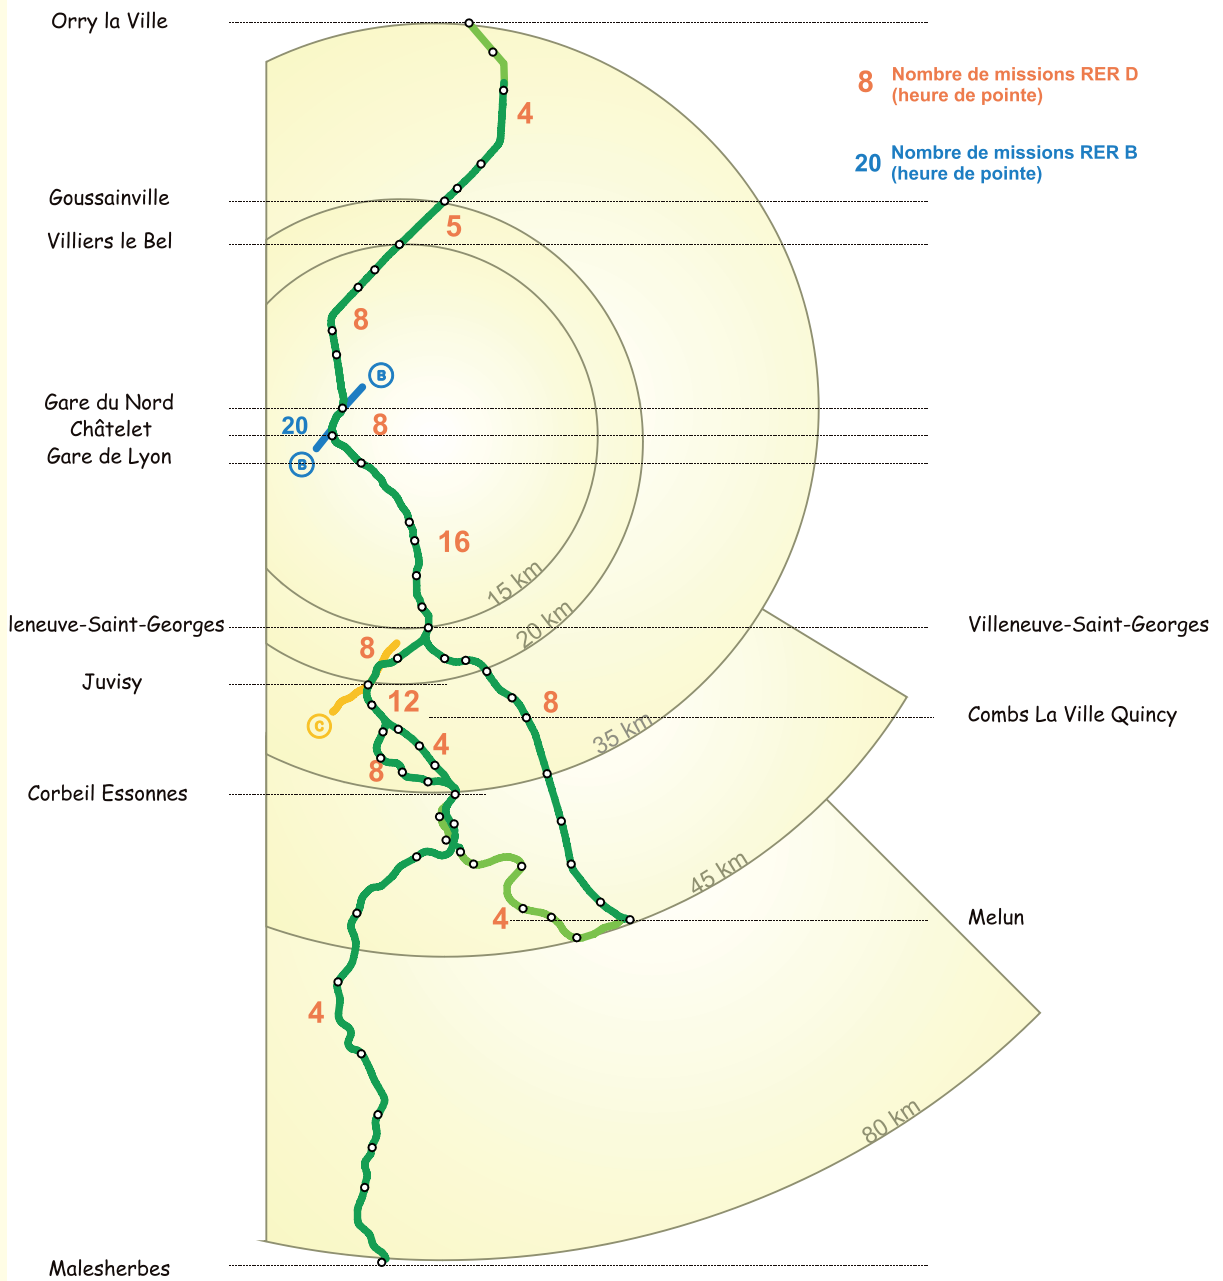 Orry la Ville
8 Nombre de missions RER D
(heure de pointe)
4
20 Nombre de missions RER B
(heure de pointe)
Goussainville
5
Villiers le Bel
8
B
Gare du Nord
20
8
Châtelet
Gare de Lyon
B
16
15 km
20 km
leneuve-Saint-Georges
Villeneuve-Saint-Georges
8
Juvisy
12
8
C
35 km
Combs La Ville Quincy
4
8
Corbeil Essonnes
45 km
4
Melun
4
80 km
Malesherbes